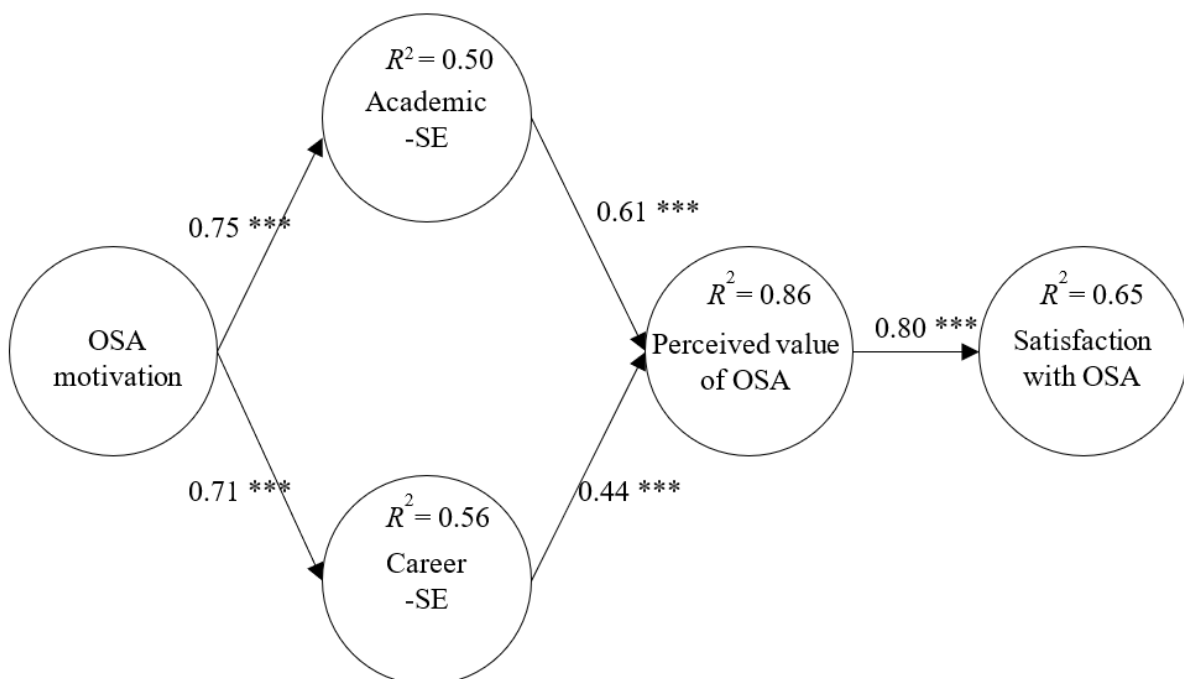 R² = 0.50
Academic
-SE
0.75 ***
0.61 ***
OSA
motivation
R² = 0.86
Perceived value
of OSA
0.80 ***
R² = 0.65
Satisfaction
with OSA
0.71 ***
0.44 ***
R² = 0.56
Career
-SE